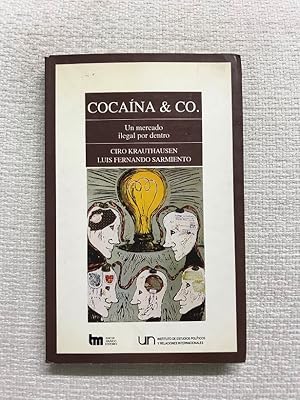 COCAÍNA & CO.
Un mercado
ilegal por dentro
CIRO KRAUTHAUSEN
LUIS FERNANDO SARMIENTO
tm
EDITORES
un
INSTITUTO DE ESTUDIOS POLÍTICOS
Y RELACIONES INTERNACIONALES